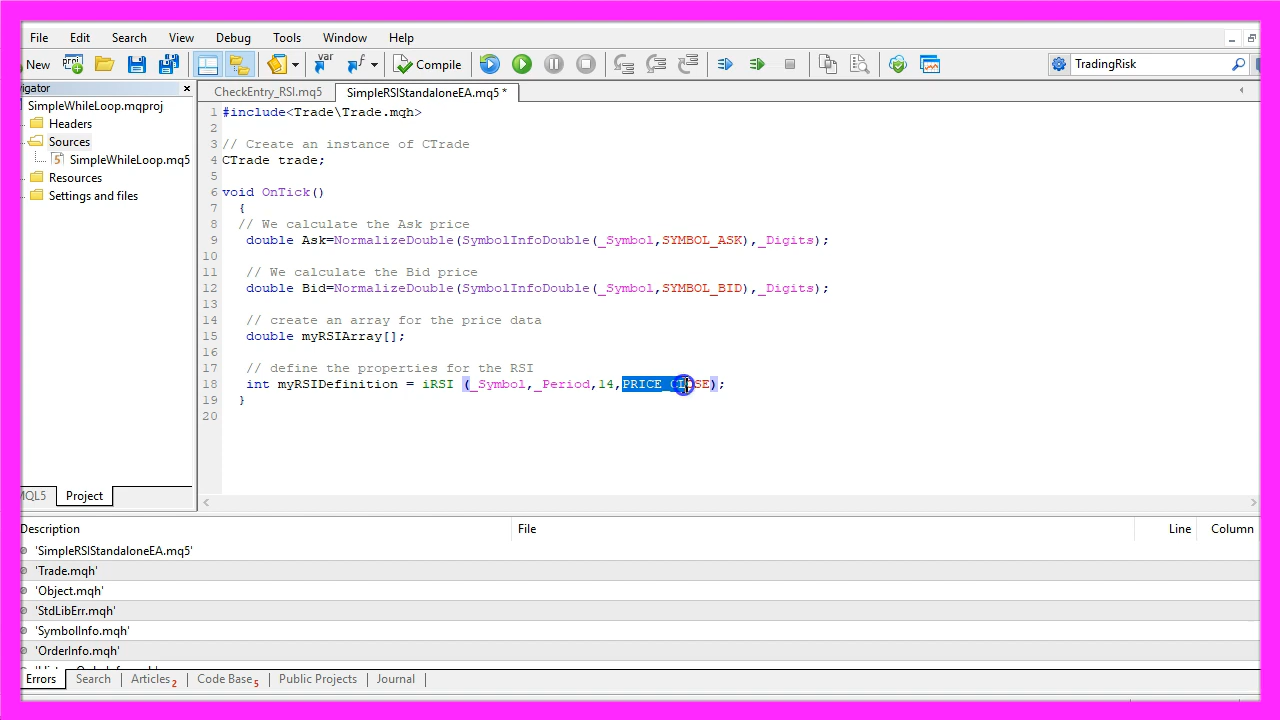 File Edit Search View Debug Tools Window Help
New Compile TradingRisk
vigator
CheckEntry_RSI.mq5 SimpleRSIStandaloneEA.mq5 *
SimpleWhileLoop.mqproj
Headers
Sources
SimpleWhileLoop.mq5
Resources
Settings and files
1 #include<Trade\Trade.mqh>
2
3 // Create an instance of CTrade
4 CTrade trade;
5
6 void OnTick()
7 {
8 // We calculate the Ask price
9 double Ask=NormalizeDouble(SymbolInfoDouble(_Symbol,SYMBOL_ASK),_Digits);
10
11 // We calculate the Bid price
12 double Bid=NormalizeDouble(SymbolInfoDouble(_Symbol,SYMBOL_BID),_Digits);
13
14 // create an array for the price data
15 double myRSIArray[];
16
17 // define the properties for the RSI
18 int myRSIDefinition = iRSI (_Symbol,_Period,14,PRICE_CLOSE);
19 }
20
MQL5 Project
Description File Line Column
'SimpleRSIStandaloneEA.mq5'
'Trade.mqh'
'Object.mqh'
'StdLibErr.mqh'
'SymbolInfo.mqh'
'OrderInfo.mqh'
Errors Search Articles 2 Code Base 5 Public Projects Journal